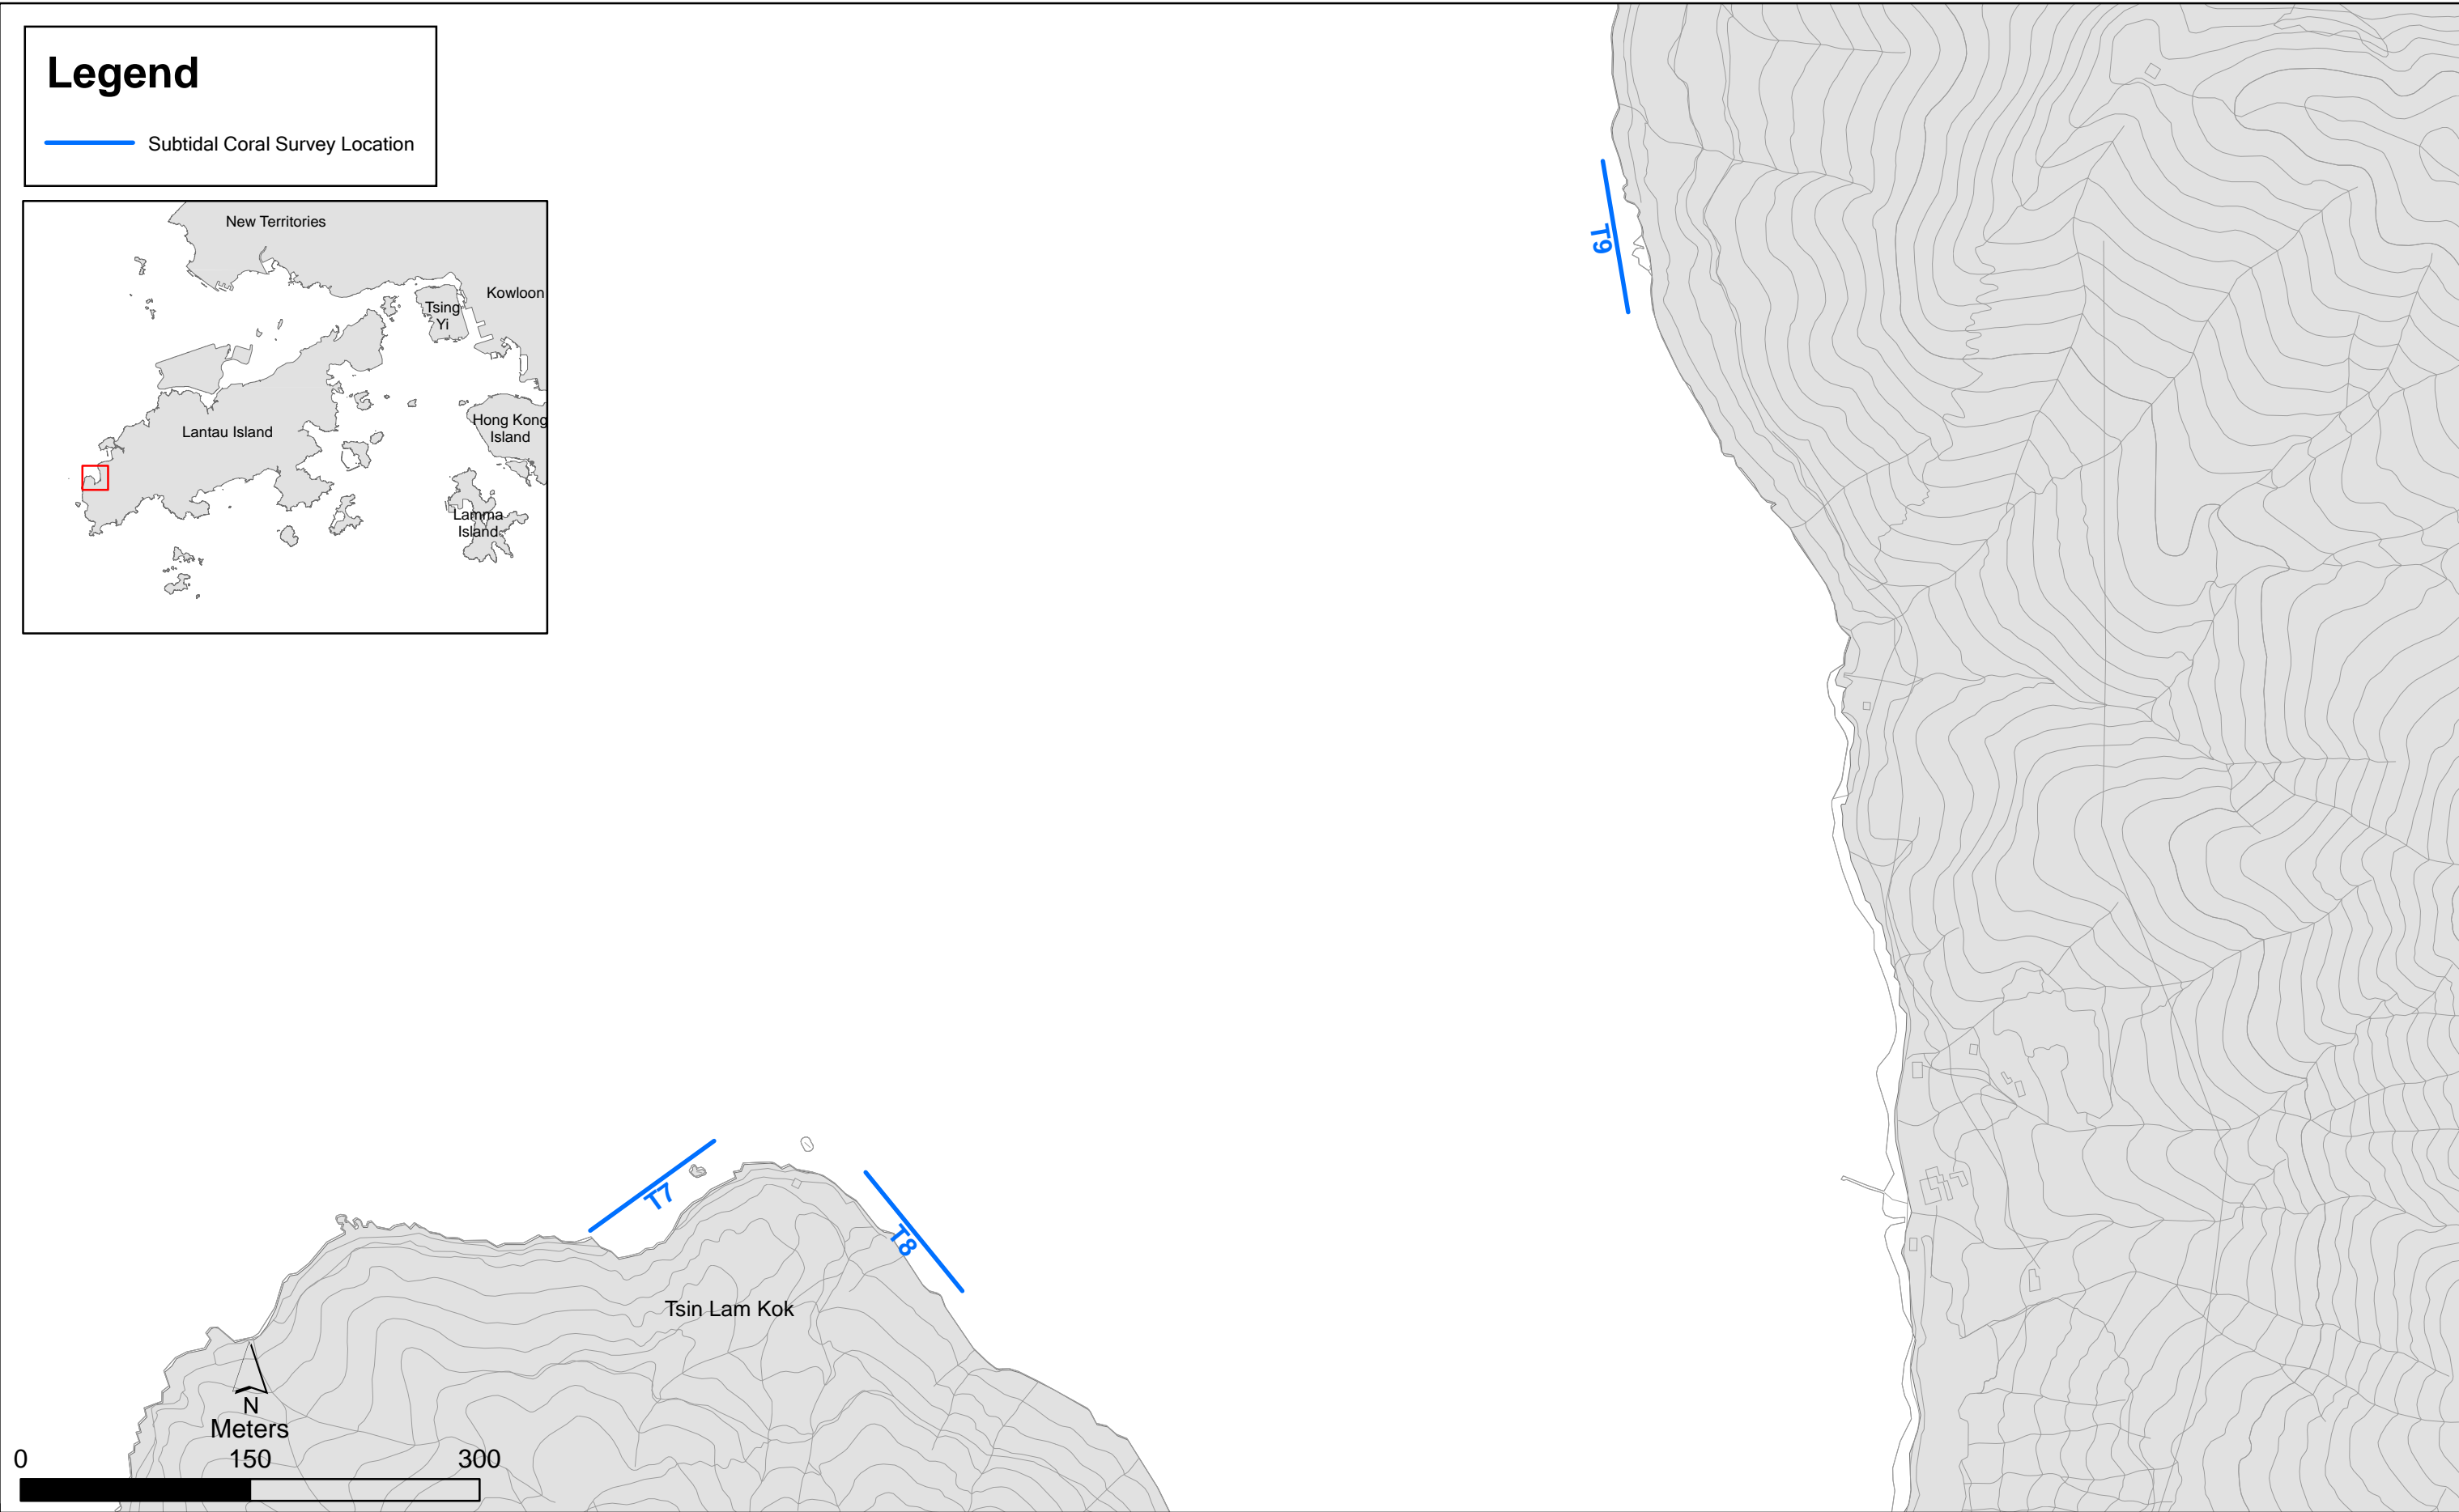 Legend
Subtidal Coral Survey Location
New Territories
Kowloon
Tsing
Yi
Hong Kong
Island
Lantau Island
Lamma
Island
T9
T7
T8
Tsin Lam Kok
N
Meters
0 150 300